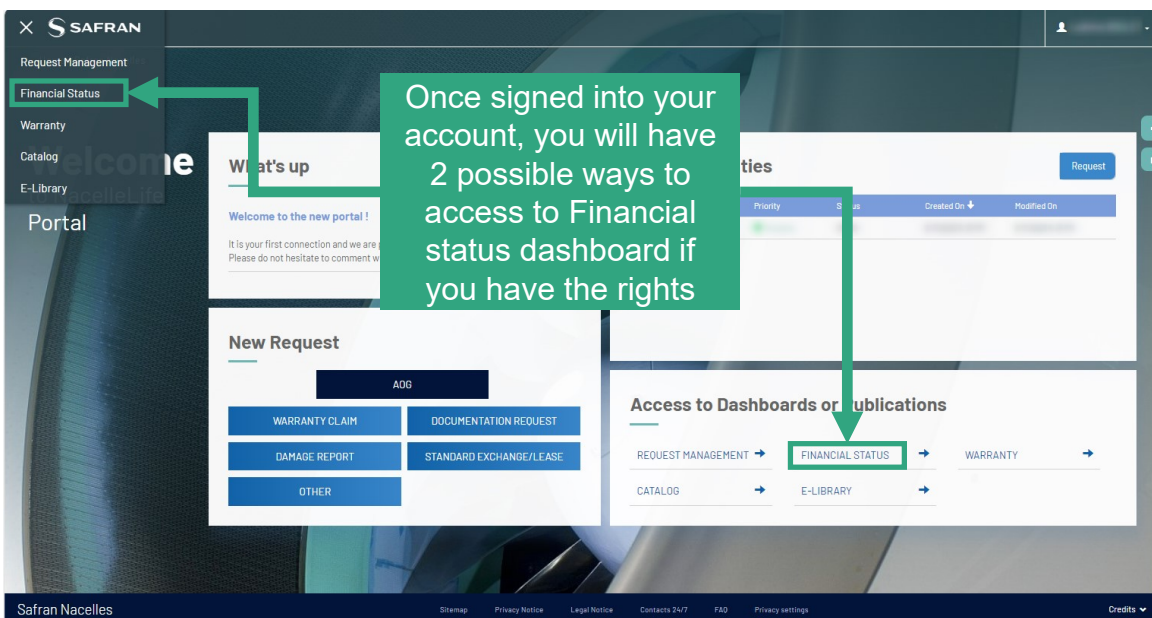 SAFRAN
Request Management
Financial Status
Warranty
Catalog
E-Library
Portal
Once signed into your
account, you will have
2 possible ways to
access to Financial
status dashboard if
you have the rights
What's up
Welcome to the new portal !
It is your first connection and we are
Please do not hesitate to comment
Request
Priority
Created On
Modified On
New Request
AOG
WARRANTY CLAIM
DOCUMENTATION REQUEST
DAMAGE REPORT
STANDARD EXCHANGE/LEASE
OTHER
Access to Dashboards or Publications
REQUEST MANAGEMENT
FINANCIAL STATUS
WARRANTY
CATALOG
E-LIBRARY
Safran Nacelles
Sitemap
Privacy Notice
Legal Notice
Contacts 24/7
FAQ
Privacy settings
Credits